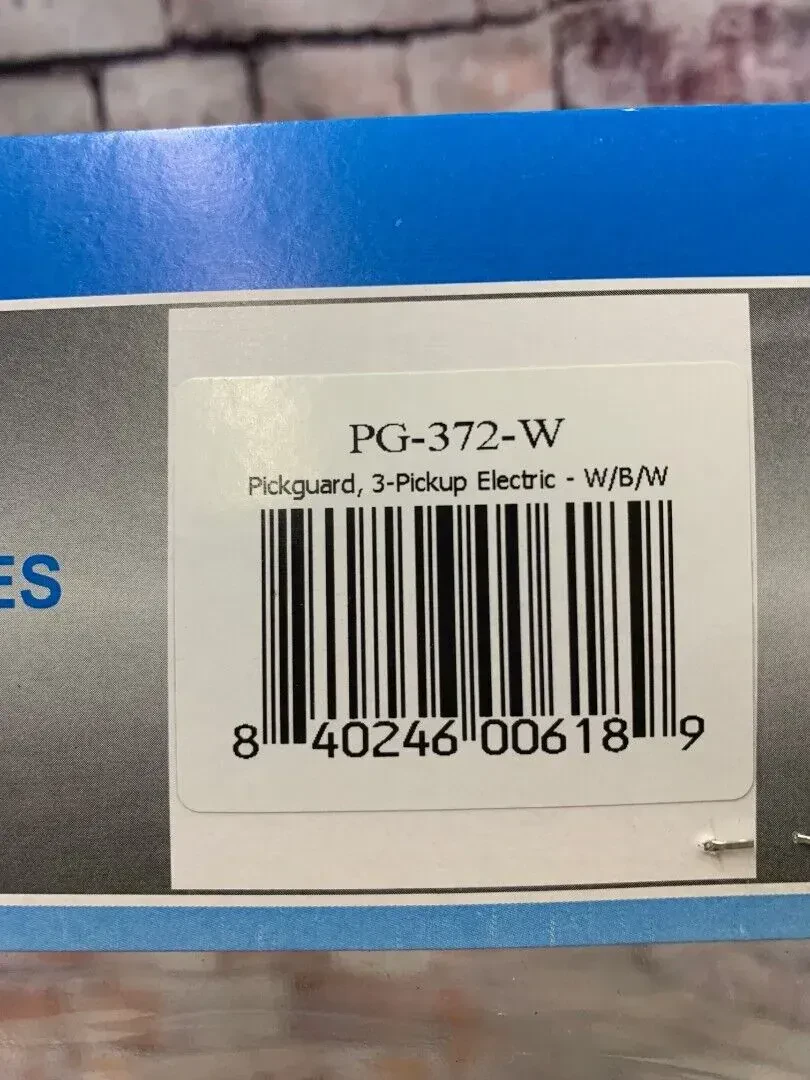 PG-372-W
Pickguard, 3-Pickup Electric - W/B/W
ES
8 40246 00618 9